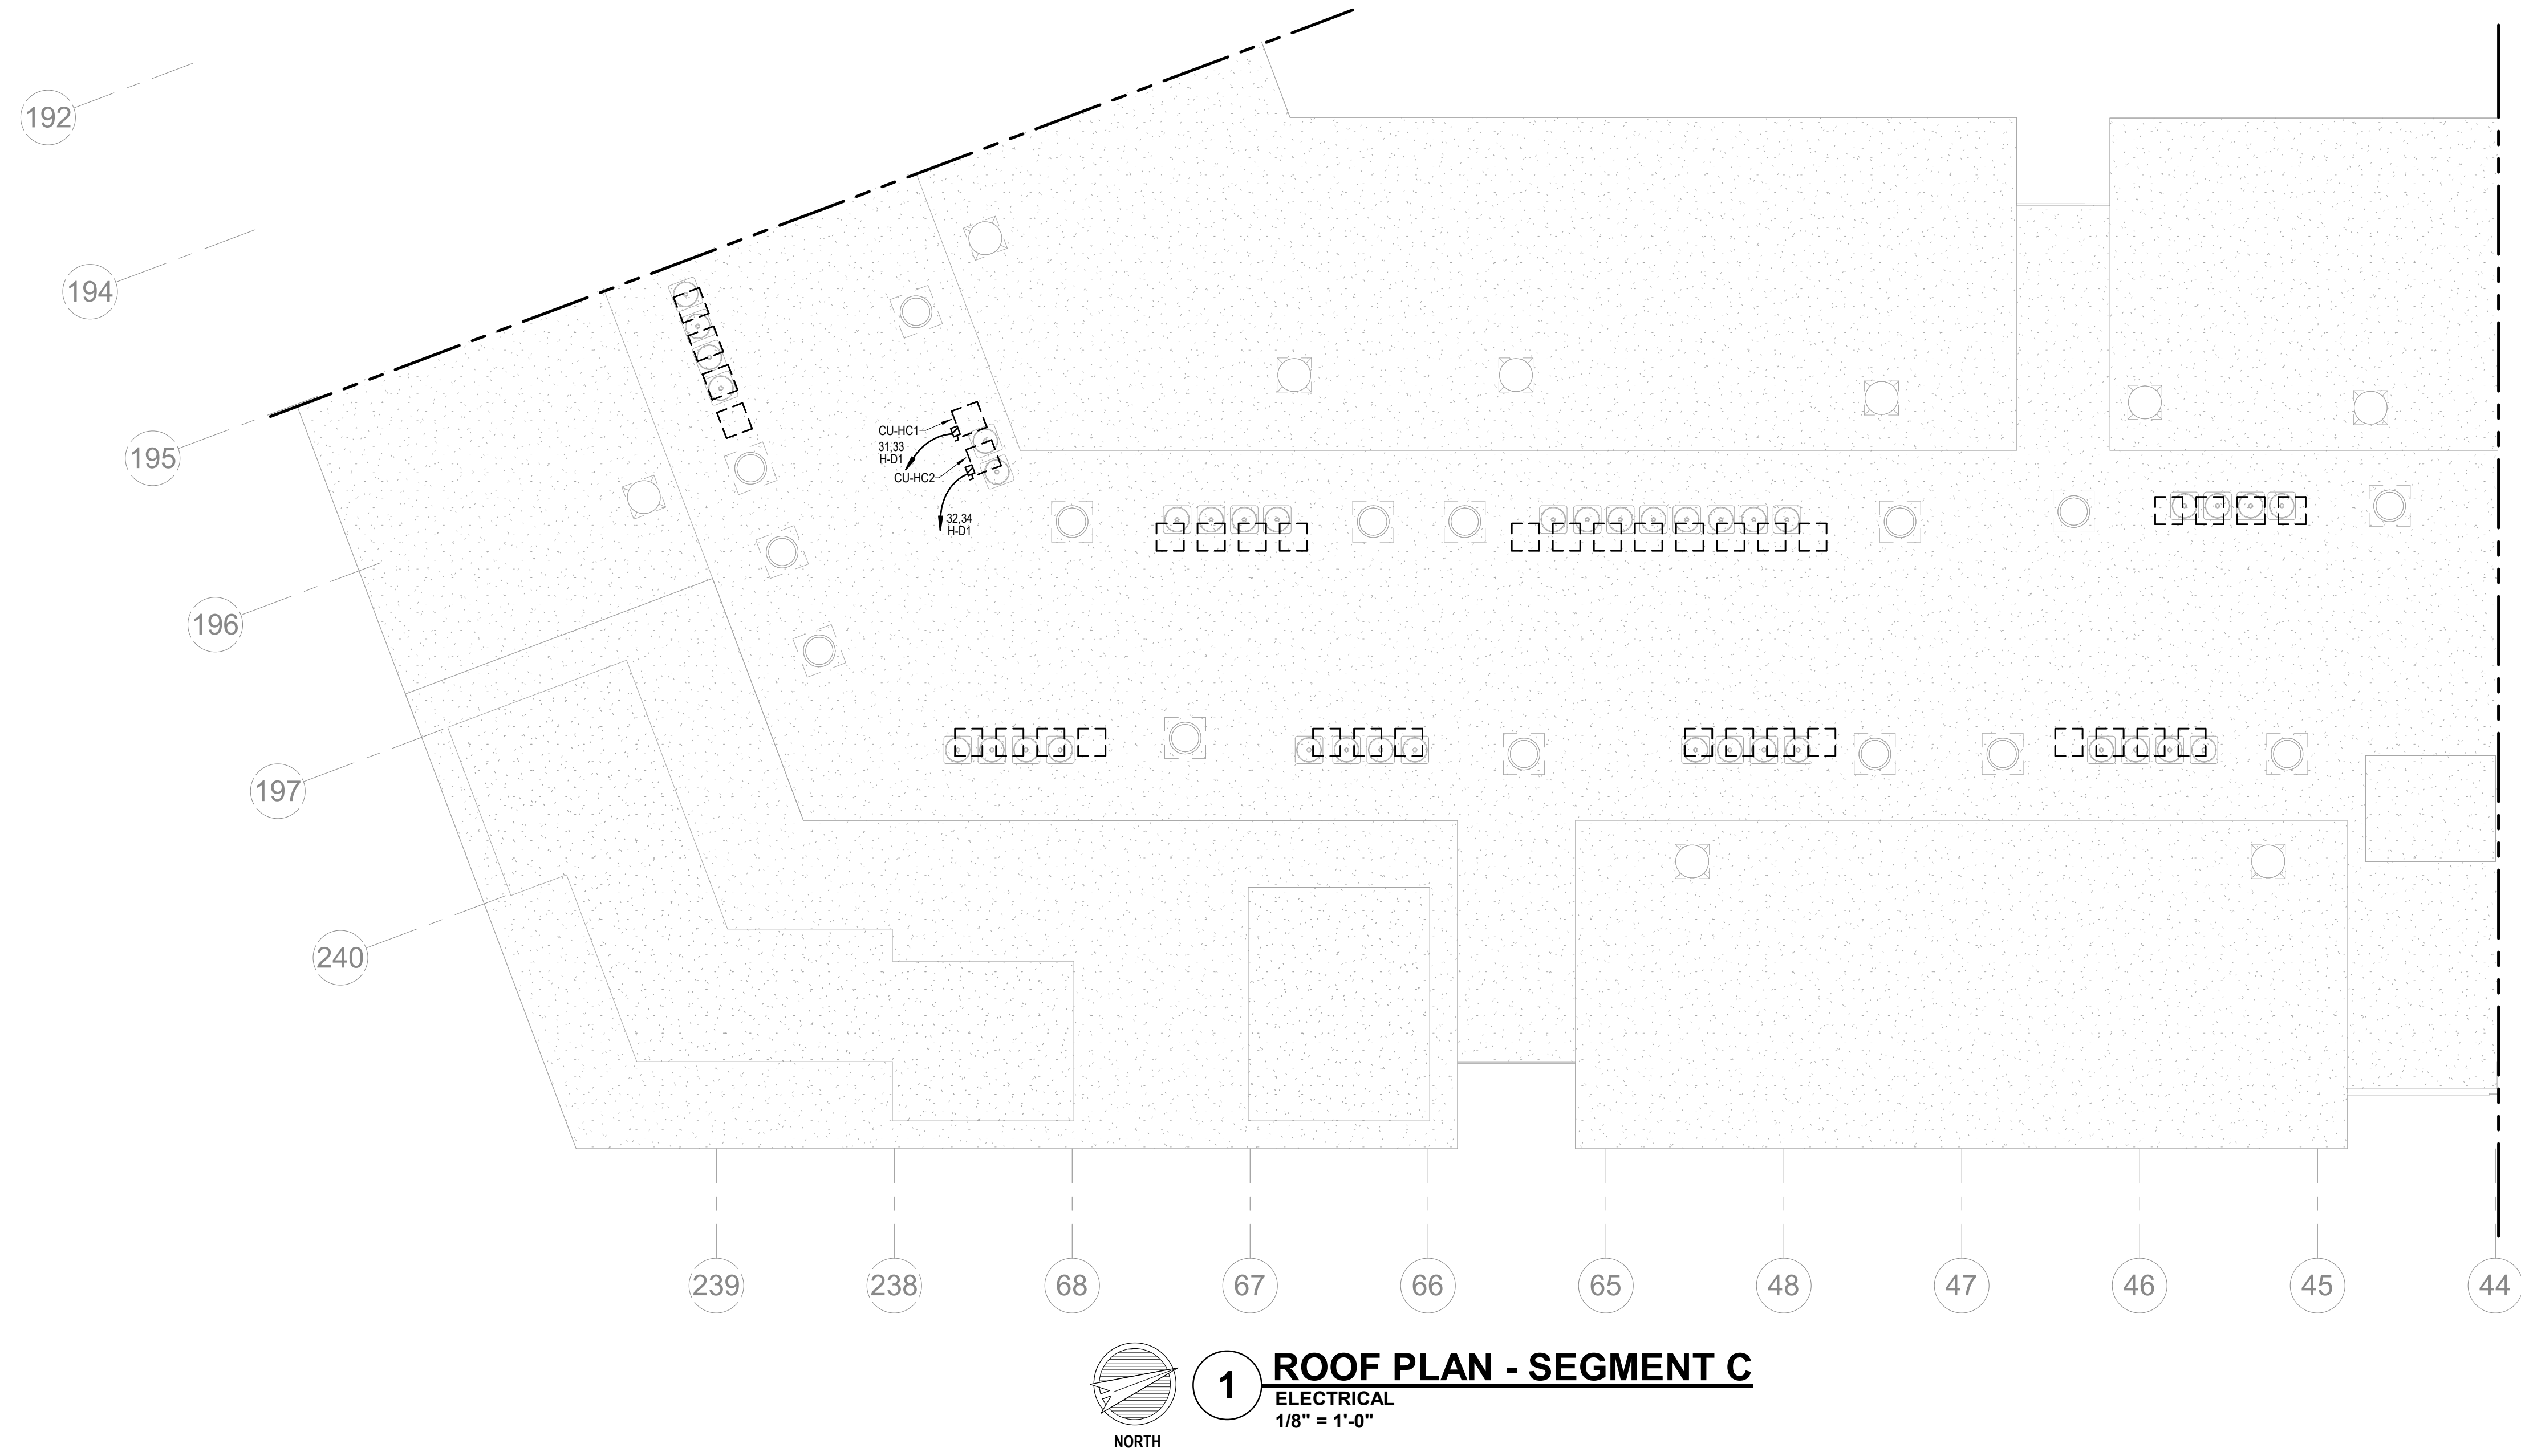 192
194
195
196
197
240
CU-HC1
31,33
H-D1
CU-HC2
32,34
H-D1
239
238
68
67
66
65
48
47
46
45
44
NORTH
1
ROOF PLAN - SEGMENT C
ELECTRICAL
1/8" = 1'-0"